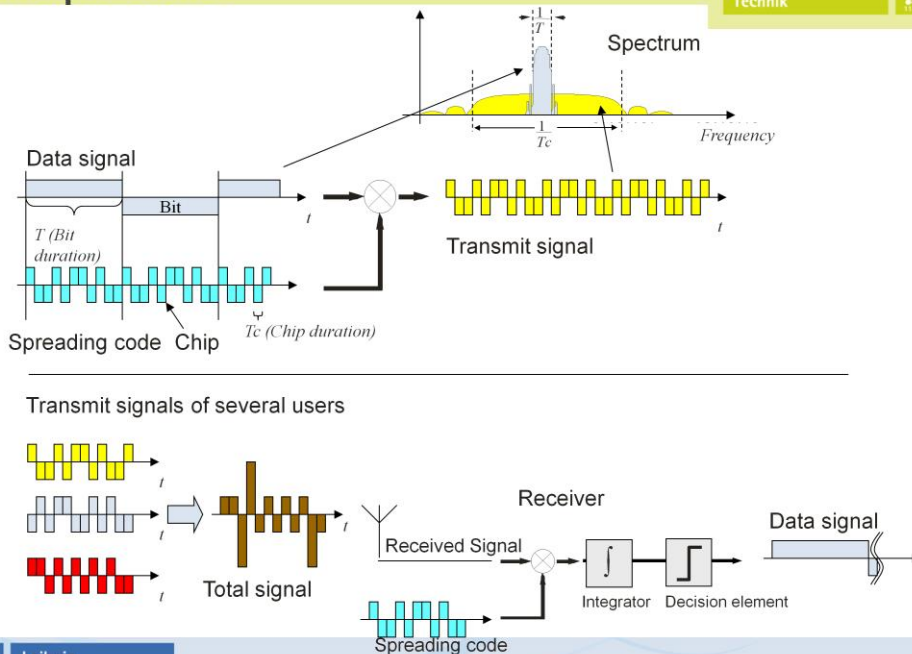 Technik
1
T
Spectrum
1
Tc
Frequency
Data signal
Bit
t
T (Bit
duration)
t
Transmit signal
Tc (Chip duration)
Spreading code Chip
Transmit signals of several users
t
t
t
t
Total signal
Receiver
Received Signal
∫
Integrator Decision element
Data signal
Spreading code